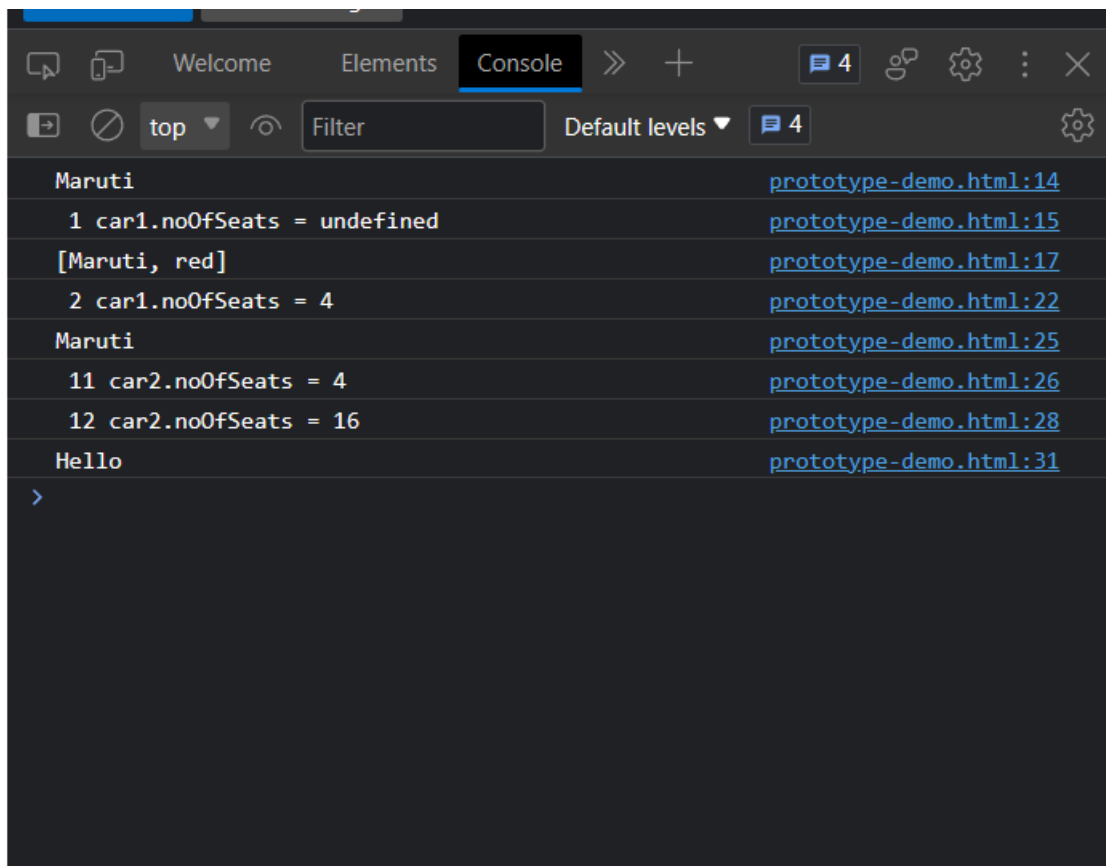 Welcome Elements Console 4
top Filter Default levels 4
Maruti prototype-demo.html:14
1 car1.noOfSeats = undefined prototype-demo.html:15
[Maruti, red] prototype-demo.html:17
2 car1.noOfSeats = 4 prototype-demo.html:22
Maruti prototype-demo.html:25
11 car2.noOfSeats = 4 prototype-demo.html:26
12 car2.noOfSeats = 16 prototype-demo.html:28
Hello prototype-demo.html:31